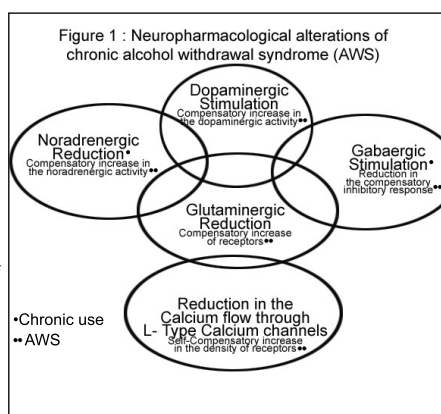 Figure 1 : Neuropharmacological alterations of
chronic alcohol withdrawal syndrome (AWS)
Dopaminergic
Stimulation
Compensatory increase in
the dopaminergic activity••
Noradrenergic
Reduction•
Compensatory increase in
the noradrenergic activity••
Gabaergic
Stimulation•
Reduction in
the compensatory
inhibitory response••
Glutaminergic
Reduction
Compensatory increase
of receptors••
Reduction in the
Calcium flow through
L- Type Calcium channels
Self-Compensatory increase
in the density of receptors••
•Chronic use
•• AWS